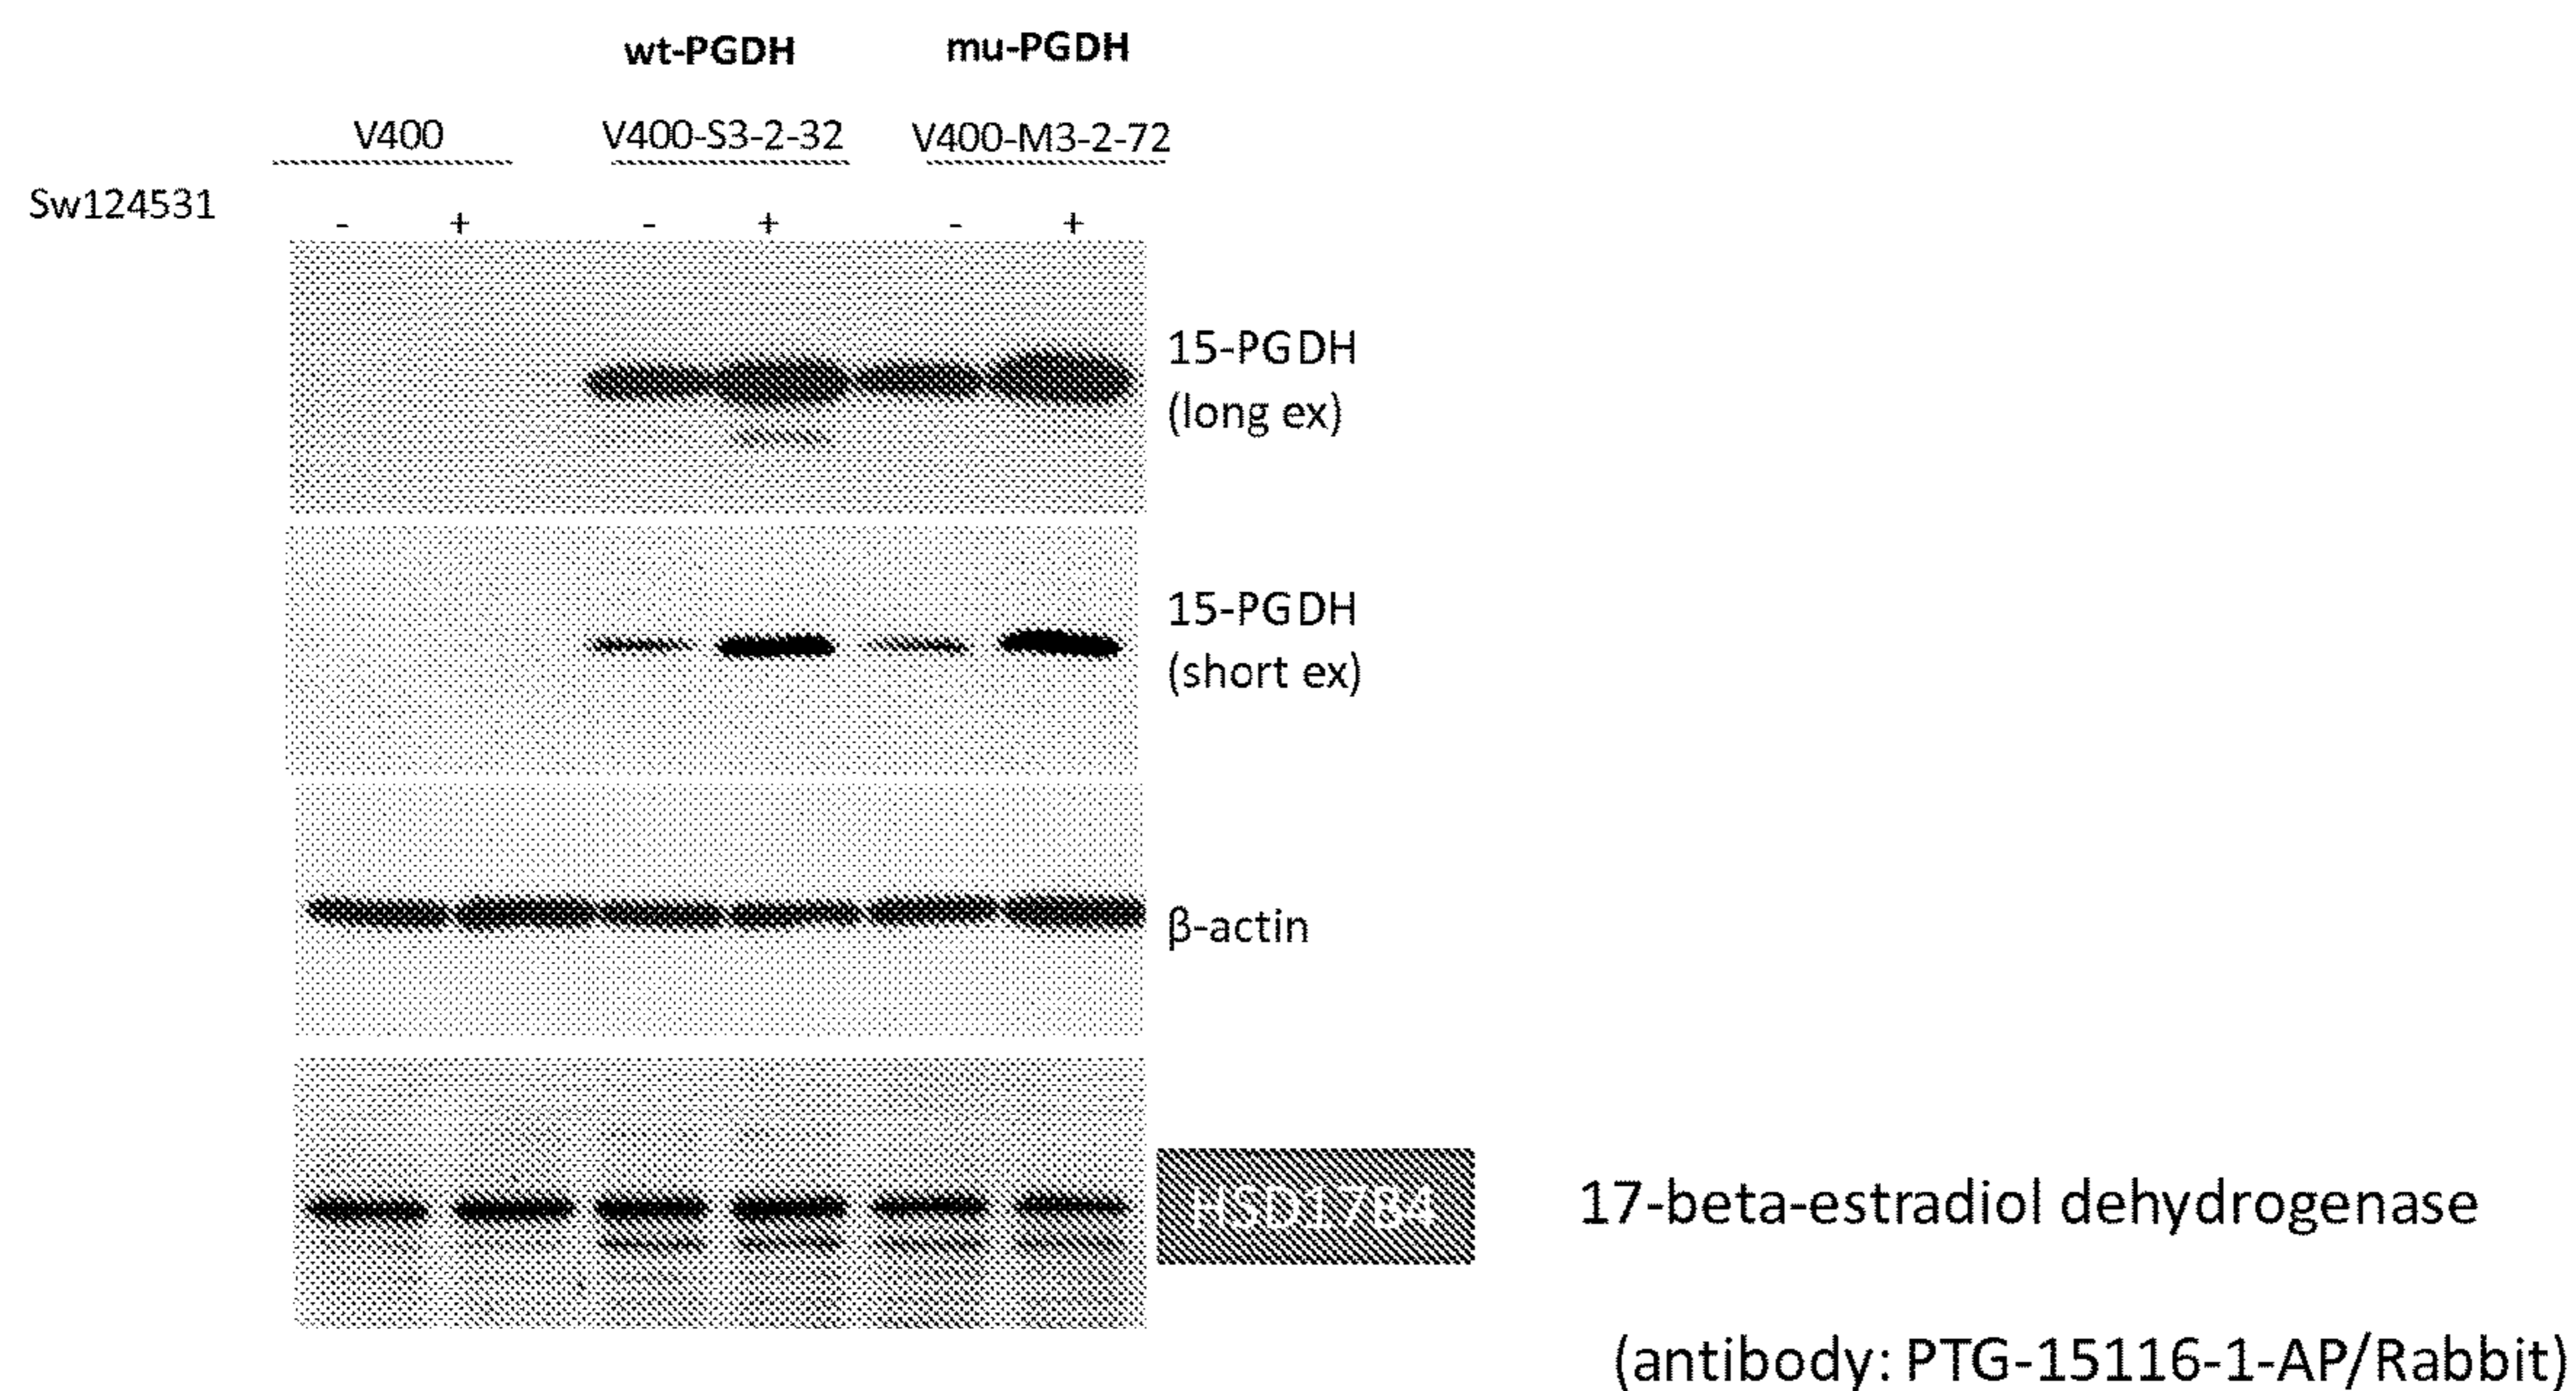 wt-PGDH mu-PGDH
V400 V400-S3-2-32 V400-M3-2-72
Sw124531
- + - + - +
15-PGDH
(long ex)
15-PGDH
(short ex)
β-actin
HSD17B4 17-beta-estradiol dehydrogenase
(antibody: PTG-15116-1-AP/Rabbit)